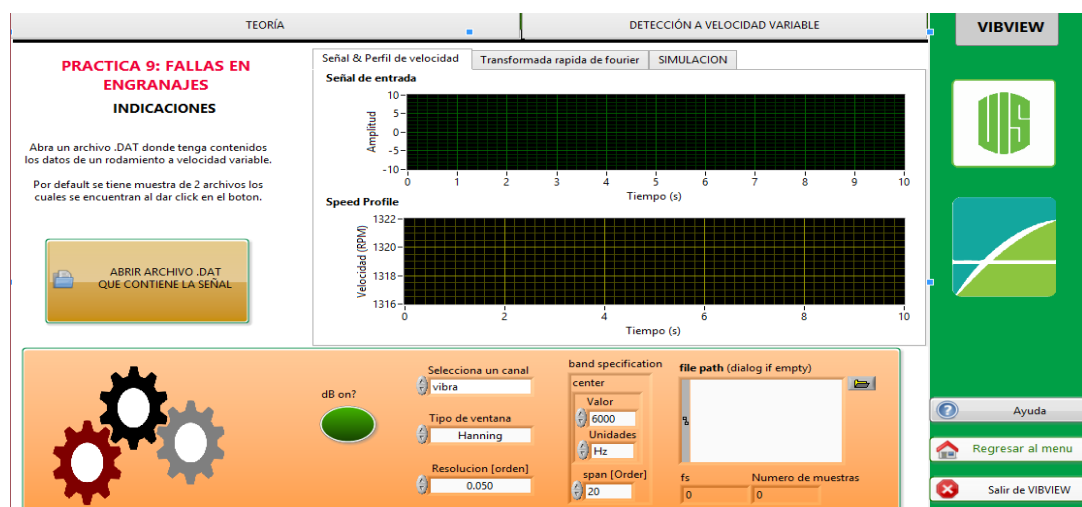 TEORÍA
DETECCIÓN A VELOCIDAD VARIABLE
VIBVIEW
PRACTICA 9: FALLAS EN
ENGRANAJES
INDICACIONES
Abra un archivo .DAT donde tenga contenidos
los datos de un rodamiento a velocidad variable.
Por default se tiene muestra de 2 archivos los
cuales se encuentran al dar click en el boton.
ABRIR ARCHIVO .DAT
QUE CONTIENE LA SEÑAL
Señal & Perfil de velocidad
Transformada rapida de fourier
SIMULACION
Señal de entrada
Amplitud
10
5
0
-5
-10
0 1 2 3 4 5 6 7 8 9 10
Tiempo (s)
Speed Profile
Velocidad (RPM)
1322
1320
1318
1316
0 2 4 6 8 10
Tiempo (s)
dB on?
Selecciona un canal
vibra
Tipo de ventana
Hanning
Resolucion [orden]
0.050
band specification
center
Valor
6000
Unidades
Hz
span [Order]
20
file path (dialog if empty)
fs
0
Numero de muestras
0
UIS
Ayuda
Regresar al menu
Salir de VIBVIEW